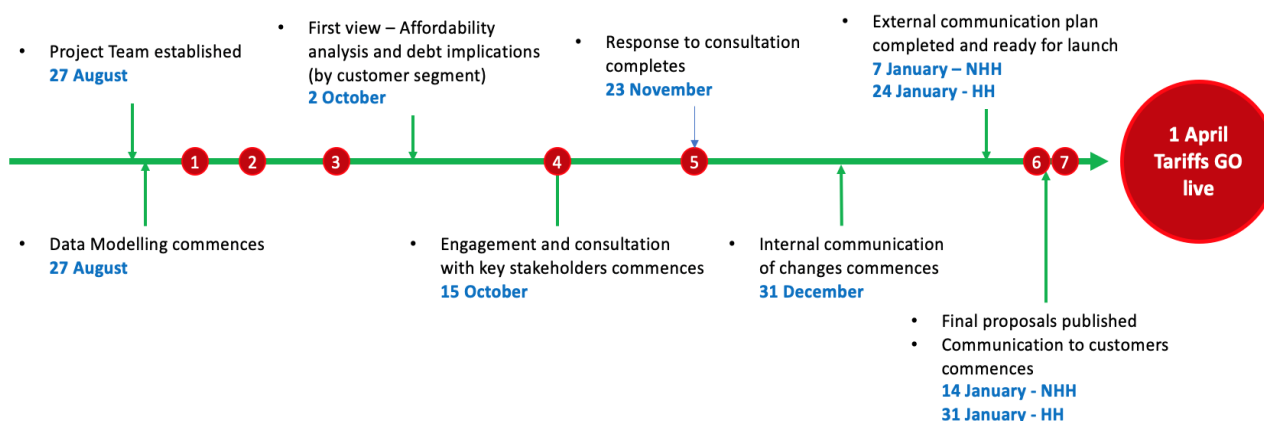 • Project Team established
27 August
• First view – Affordability
analysis and debt implications
(by customer segment)
2 October
• Response to consultation
completes
23 November
• External communication plan
completed and ready for launch
7 January – NHH
24 January - HH
1 April
Tariffs GO
live
1
2
3
4
5
6
7
• Data Modelling commences
27 August
• Engagement and consultation
with key stakeholders commences
15 October
• Internal communication
of changes commences
31 December
• Final proposals published
• Communication to customers
commences
14 January - NHH
31 January - HH